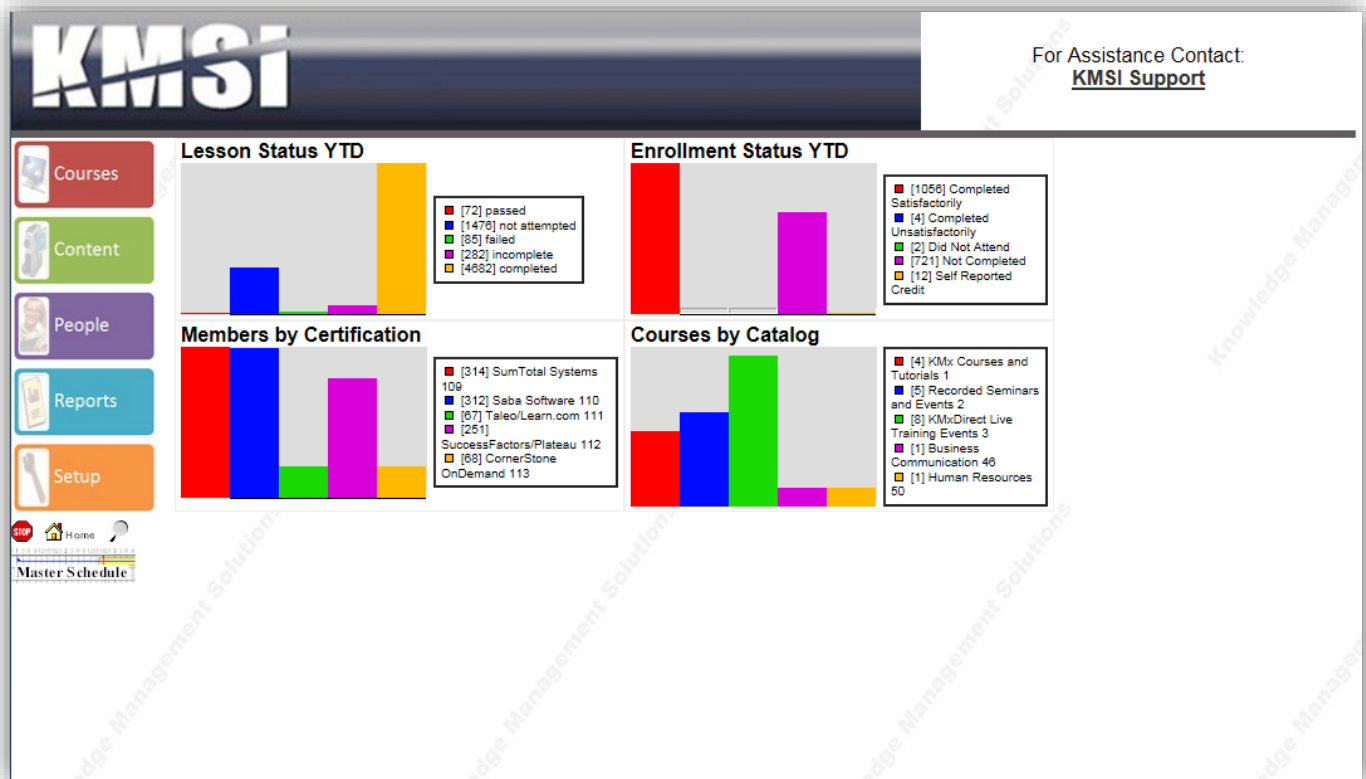 KMSI
For Assistance Contact:
KMSI Support
Courses
Content
People
Reports
Setup
Home
Master Schedule
Lesson Status YTD
[72] passed
[1476] not attempted
[85] failed
[282] incomplete
[4682] completed
Enrollment Status YTD
[1056] Completed
Satisfactorily
[4] Completed
Unsatisfactorily
[2] Did Not Attend
[721] Not Completed
[12] Self Reported
Credit
Members by Certification
[314] SumTotal Systems
109
[312] Saba Software 110
[67] Taleo/Learn.com 111
[251]
SuccessFactors/Plateau 112
[68] CornerStone
OnDemand 113
Courses by Catalog
[4] KMx Courses and
Tutorials 1
[5] Recorded Seminars
and Events 2
[8] KMxDirect Live
Training Events 3
[1] Business
Communication 46
[1] Human Resources
50
STOP
Knowledge Management Solutions